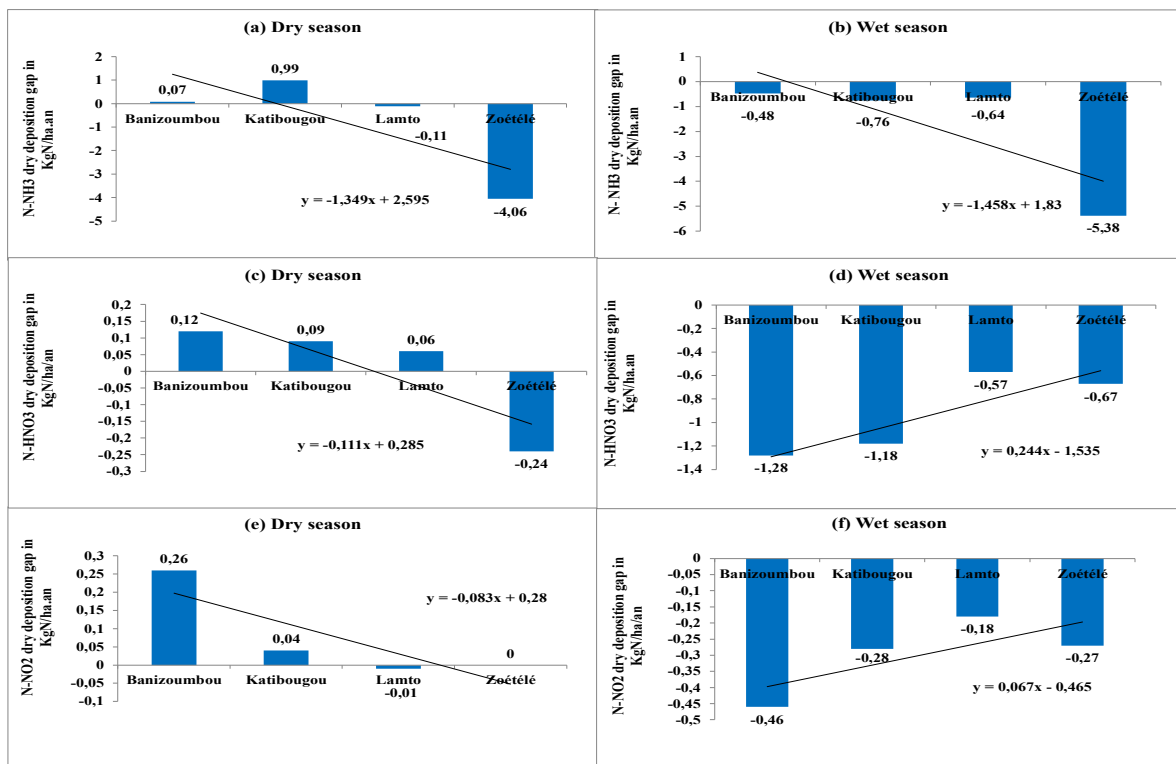 (a) Dry season
N-NH3 dry deposition gap in
KgN/ha.an
2
1
0
-1
-2
-3
-4
-5
0,07
0,99
-0,11
-4,06
Banizoumbou
Katibougou
Lamto
Zoétélé
y = -1,349x + 2,595
(b) Wet season
N- NH3 dry deposition gap in
KgN/ha.an
1
0
-1
-2
-3
-4
-5
-6
Banizoumbou
Katibougou
Lamto
Zoétélé
-0,48
-0,76
-0,64
-5,38
y = -1,458x + 1,83
(c) Dry season
N-HNO3 dry deposition gap in
KgN/ha/an
0,2
0,15
0,1
0,05
0
-0,05
-0,1
-0,15
-0,2
-0,25
-0,3
0,12
0,09
0,06
-0,24
Banizoumbou
Katibougou
Lamto
Zoétélé
y = -0,111x + 0,285
(d) Wet season
N-HNO3 dry deposition gap in
KgN/ha.an
0
-0,2
-0,4
-0,6
-0,8
-1
-1,2
-1,4
Banizoumbou
Katibougou
Lamto
Zoétélé
-1,28
-1,18
-0,57
-0,67
y = 0,244x - 1,535
(e) Dry season
N-NO2 dry deposition gap in
KgN/ha.an
0,3
0,25
0,2
0,15
0,1
0,05
0
-0,05
-0,1
0,26
0,04
-0,01
0
Banizoumbou
Katibougou
Lamto
Zoétélé
y = -0,083x + 0,28
(f) Wet season
N-NO2 dry deposition gap in
KgN/ha/an
0
-0,05
-0,1
-0,15
-0,2
-0,25
-0,3
-0,35
-0,4
-0,45
-0,5
Banizoumbou
Katibougou
Lamto
Zoétélé
-0,46
-0,28
-0,18
-0,27
y = 0,067x - 0,465